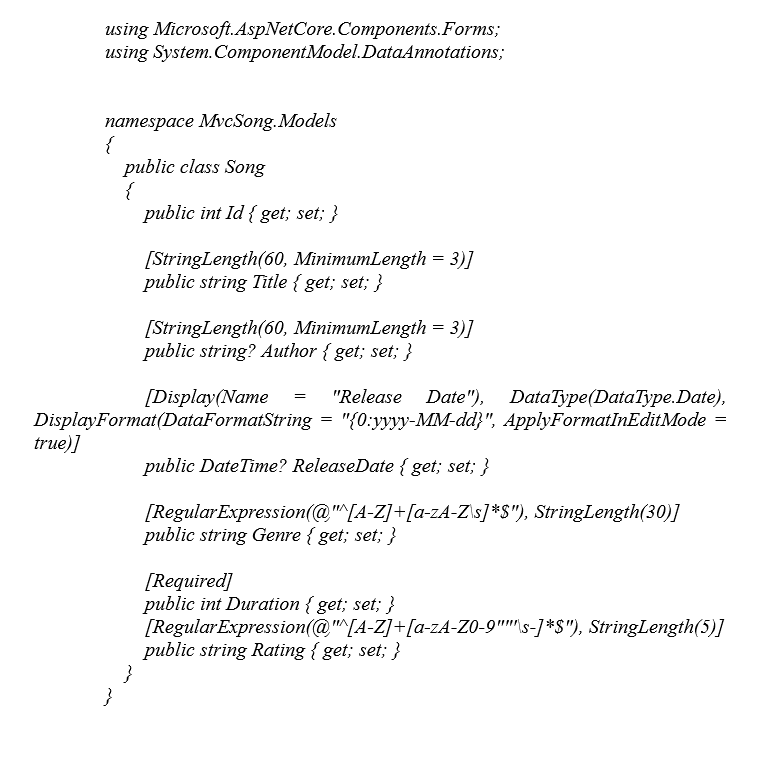 using Microsoft.AspNetCore.Components.Forms;
using System.ComponentModel.DataAnnotations;
namespace MvcSong.Models
{
public class Song
{
public int Id { get; set; }
[StringLength(60, MinimumLength = 3)]
public string Title { get; set; }
[StringLength(60, MinimumLength = 3)]
public string? Author { get; set; }
[Display(Name = "Release Date"), DataType(DataType.Date),
DisplayFormat(DataFormatString = "{0:yyyy-MM-dd}", ApplyFormatInEditMode =
true)]
public DateTime? ReleaseDate { get; set; }
[RegularExpression(@"^[A-Z]+[a-zA-Z\s]*$"), StringLength(30)]
public string Genre { get; set; }
[Required]
public int Duration { get; set; }
[RegularExpression(@"^[A-Z]+[a-zA-Z0-9""'\s-]*$"), StringLength(5)]
public string Rating { get; set; }
}
}